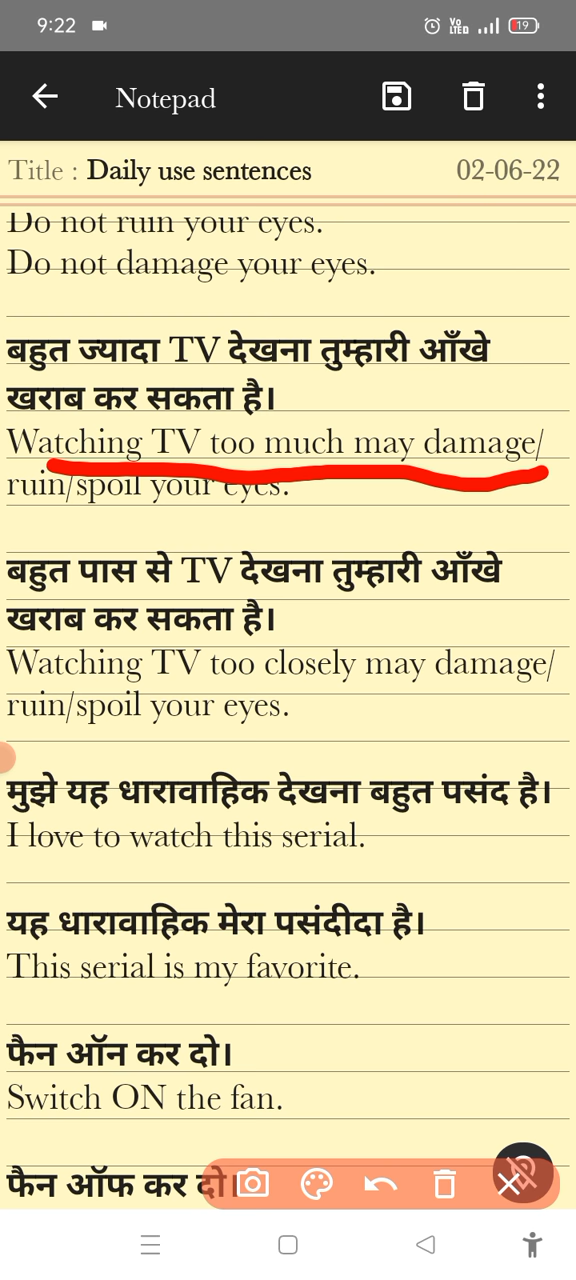 9:22
Vo LTED
19
Notepad
Title : Daily use sentences 02-06-22
Do not ruin your eyes.
Do not damage your eyes.
बहुत ज्यादा TV देखना तुम्हारी आँखे
खराब कर सकता है।
Watching TV too much may damage/
ruin/spoil your eyes.
बहुत पास से TV देखना तुम्हारी आँखे
खराब कर सकता है।
Watching TV too closely may damage/
ruin/spoil your eyes.
मुझे यह धारावाहिक देखना बहुत पसंद है।
I love to watch this serial.
यह धारावाहिक मेरा पसंदीदा है।
This serial is my favorite.
फैन ऑन कर दो।
Switch ON the fan.
फैन ऑफ कर दो।